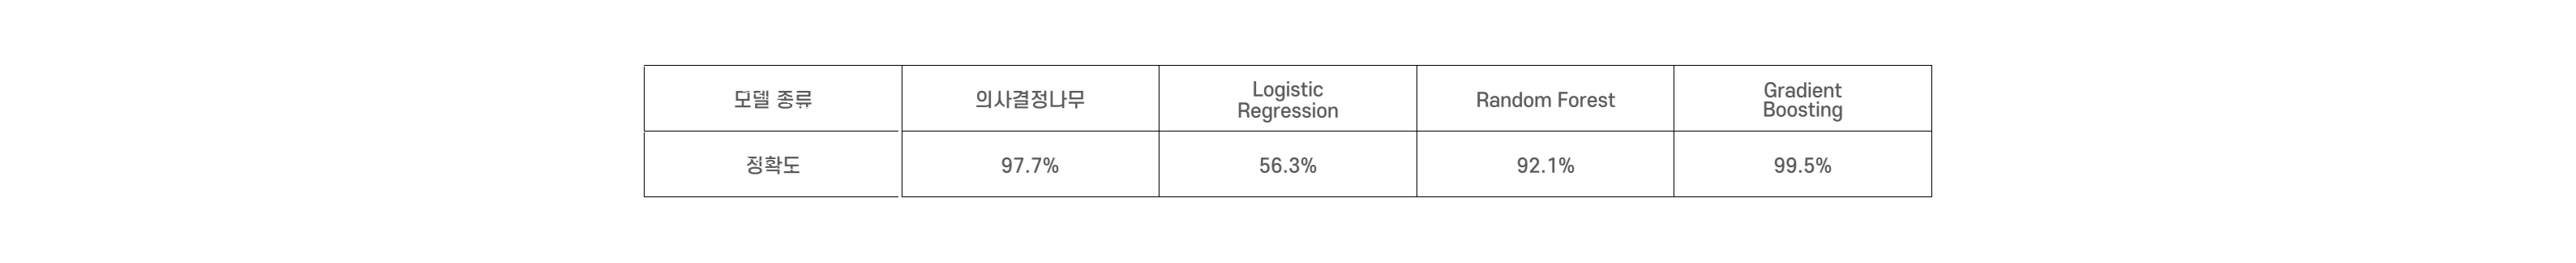 모델 종류
의사결정나무
Logistic
Regression
Random Forest
Gradient
Boosting
정확도
97.7%
56.3%
92.1%
99.5%